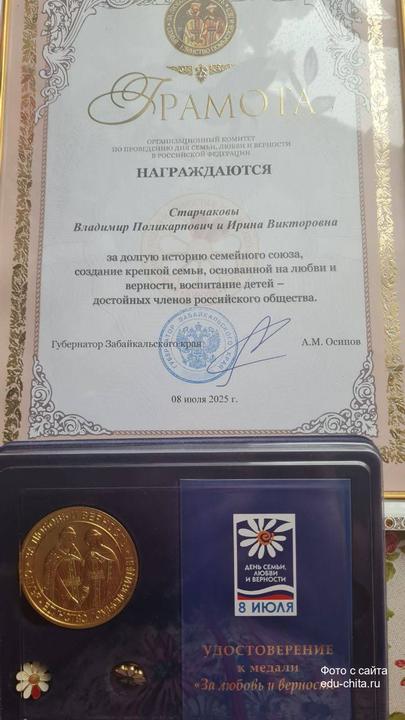 ГРАМОТА
ОРГАНИЗАЦИОННЫЙ КОМИТЕТ
ПО ПРОВЕДЕНИЮ ДНЯ СЕМЬИ, ЛЮБВИ И ВЕРНОСТИ
В РОССИЙСКОЙ ФЕДЕРАЦИИ
НАГРАЖДАЮТСЯ
Старчаковы
Владимир Поликарпович и Ирина Викторовна
за долгую историю семейного союза,
создание крепкой семьи, основанной на любви и
верности, воспитание детей –
достойных членов российского общества.
Губернатор Забайкальского края А.М. Осипов
ГУБЕРНАТОР ЗАБАЙКАЛЬСКОГО КРАЯ
08 июля 2025 г.
ДЕНЬ СЕМЬИ,
ЛЮБВИ
И ВЕРНОСТИ
8 ИЮЛЯ
УДОСТОВЕРЕНИЕ
к медали
«За любовь и верность»
Фото с сайта
edu-chita.ru